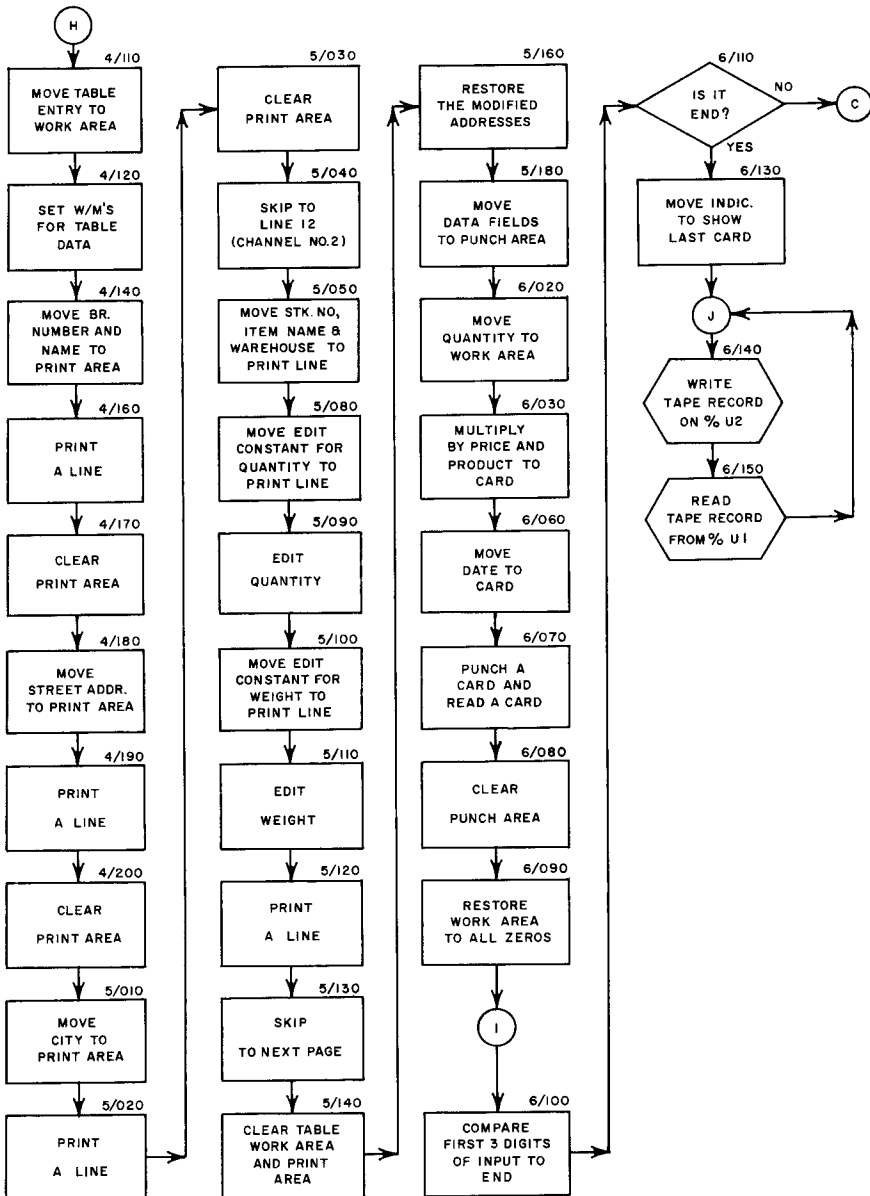 H
4/110
MOVE TABLE
ENTRY TO
WORK AREA
4/120
SET W/M'S
FOR TABLE
DATA
4/140
MOVE BR.
NUMBER AND
NAME TO
PRINT AREA
4/160
PRINT
A LINE
4/170
CLEAR
PRINT AREA
4/180
MOVE
STREET ADDR.
TO PRINT AREA
4/190
PRINT
A LINE
4/200
CLEAR
PRINT AREA
5/010
MOVE
CITY TO
PRINT AREA
5/020
PRINT
A LINE
5/030
CLEAR
PRINT AREA
5/040
SKIP TO
LINE 12
(CHANNEL NO.2)
5/050
MOVE STK. NO,
ITEM NAME &
WAREHOUSE TO
PRINT LINE
5/080
MOVE EDIT
CONSTANT FOR
QUANTITY TO
PRINT LINE
5/090
EDIT
QUANTITY
5/100
MOVE EDIT
CONSTANT FOR
WEIGHT TO
PRINT LINE
5/110
EDIT
WEIGHT
5/120
PRINT
A LINE
5/130
SKIP
TO NEXT PAGE
5/140
CLEAR TABLE
WORK AREA
AND PRINT
AREA
5/160
RESTORE
THE MODIFIED
ADDRESSES
5/180
MOVE
DATA FIELDS
TO PUNCH AREA
6/020
MOVE
QUANTITY TO
WORK AREA
6/030
MULTIPLY
BY PRICE AND
PRODUCT TO
CARD
6/060
MOVE
DATE TO
CARD
6/070
PUNCH A
CARD AND
READ A CARD
6/080
CLEAR
PUNCH AREA
6/090
RESTORE
WORK AREA
TO ALL ZEROS
I
6/100
COMPARE
FIRST 3 DIGITS
OF INPUT TO
END
6/110
IS IT
END?
NO
C
YES
6/130
MOVE INDIC.
TO SHOW
LAST CARD
J
6/140
WRITE
TAPE RECORD
ON % U2
6/150
READ
TAPE RECORD
FROM % U1